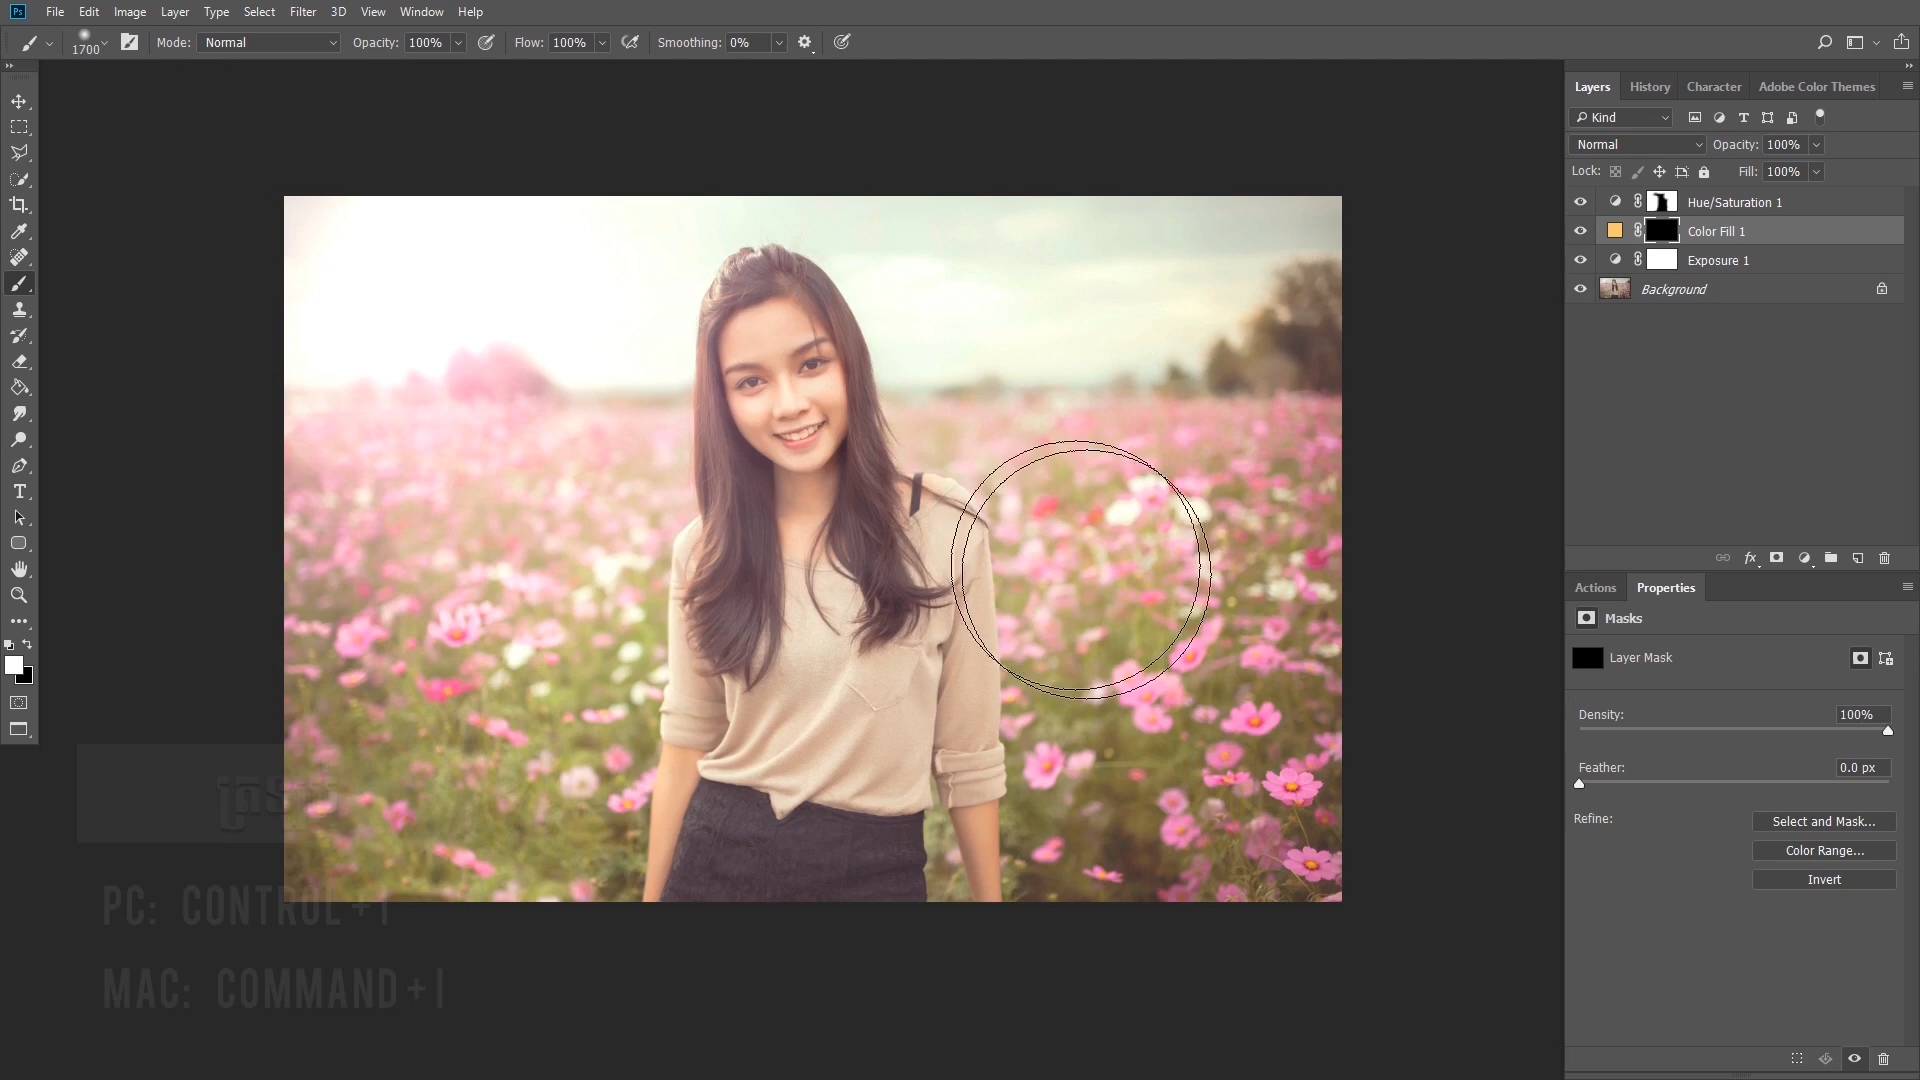 Ps File Edit Image Layer Type Select Filter 3D View Window Help
1700 Mode: Normal Opacity: 100% Flow: 100% Smoothing: 0%
Layers History Character Adobe Color Themes
Kind
Normal Opacity: 100%
Lock: Fill: 100%
Hue/Saturation 1
Color Fill 1
Exposure 1
Background
fx
Actions Properties
Masks
Layer Mask
Density: 100%
Feather: 0.0 px
Refine: Select and Mask...
Color Range...
Invert
PC: CONTROL + I
MAC: COMMAND + I